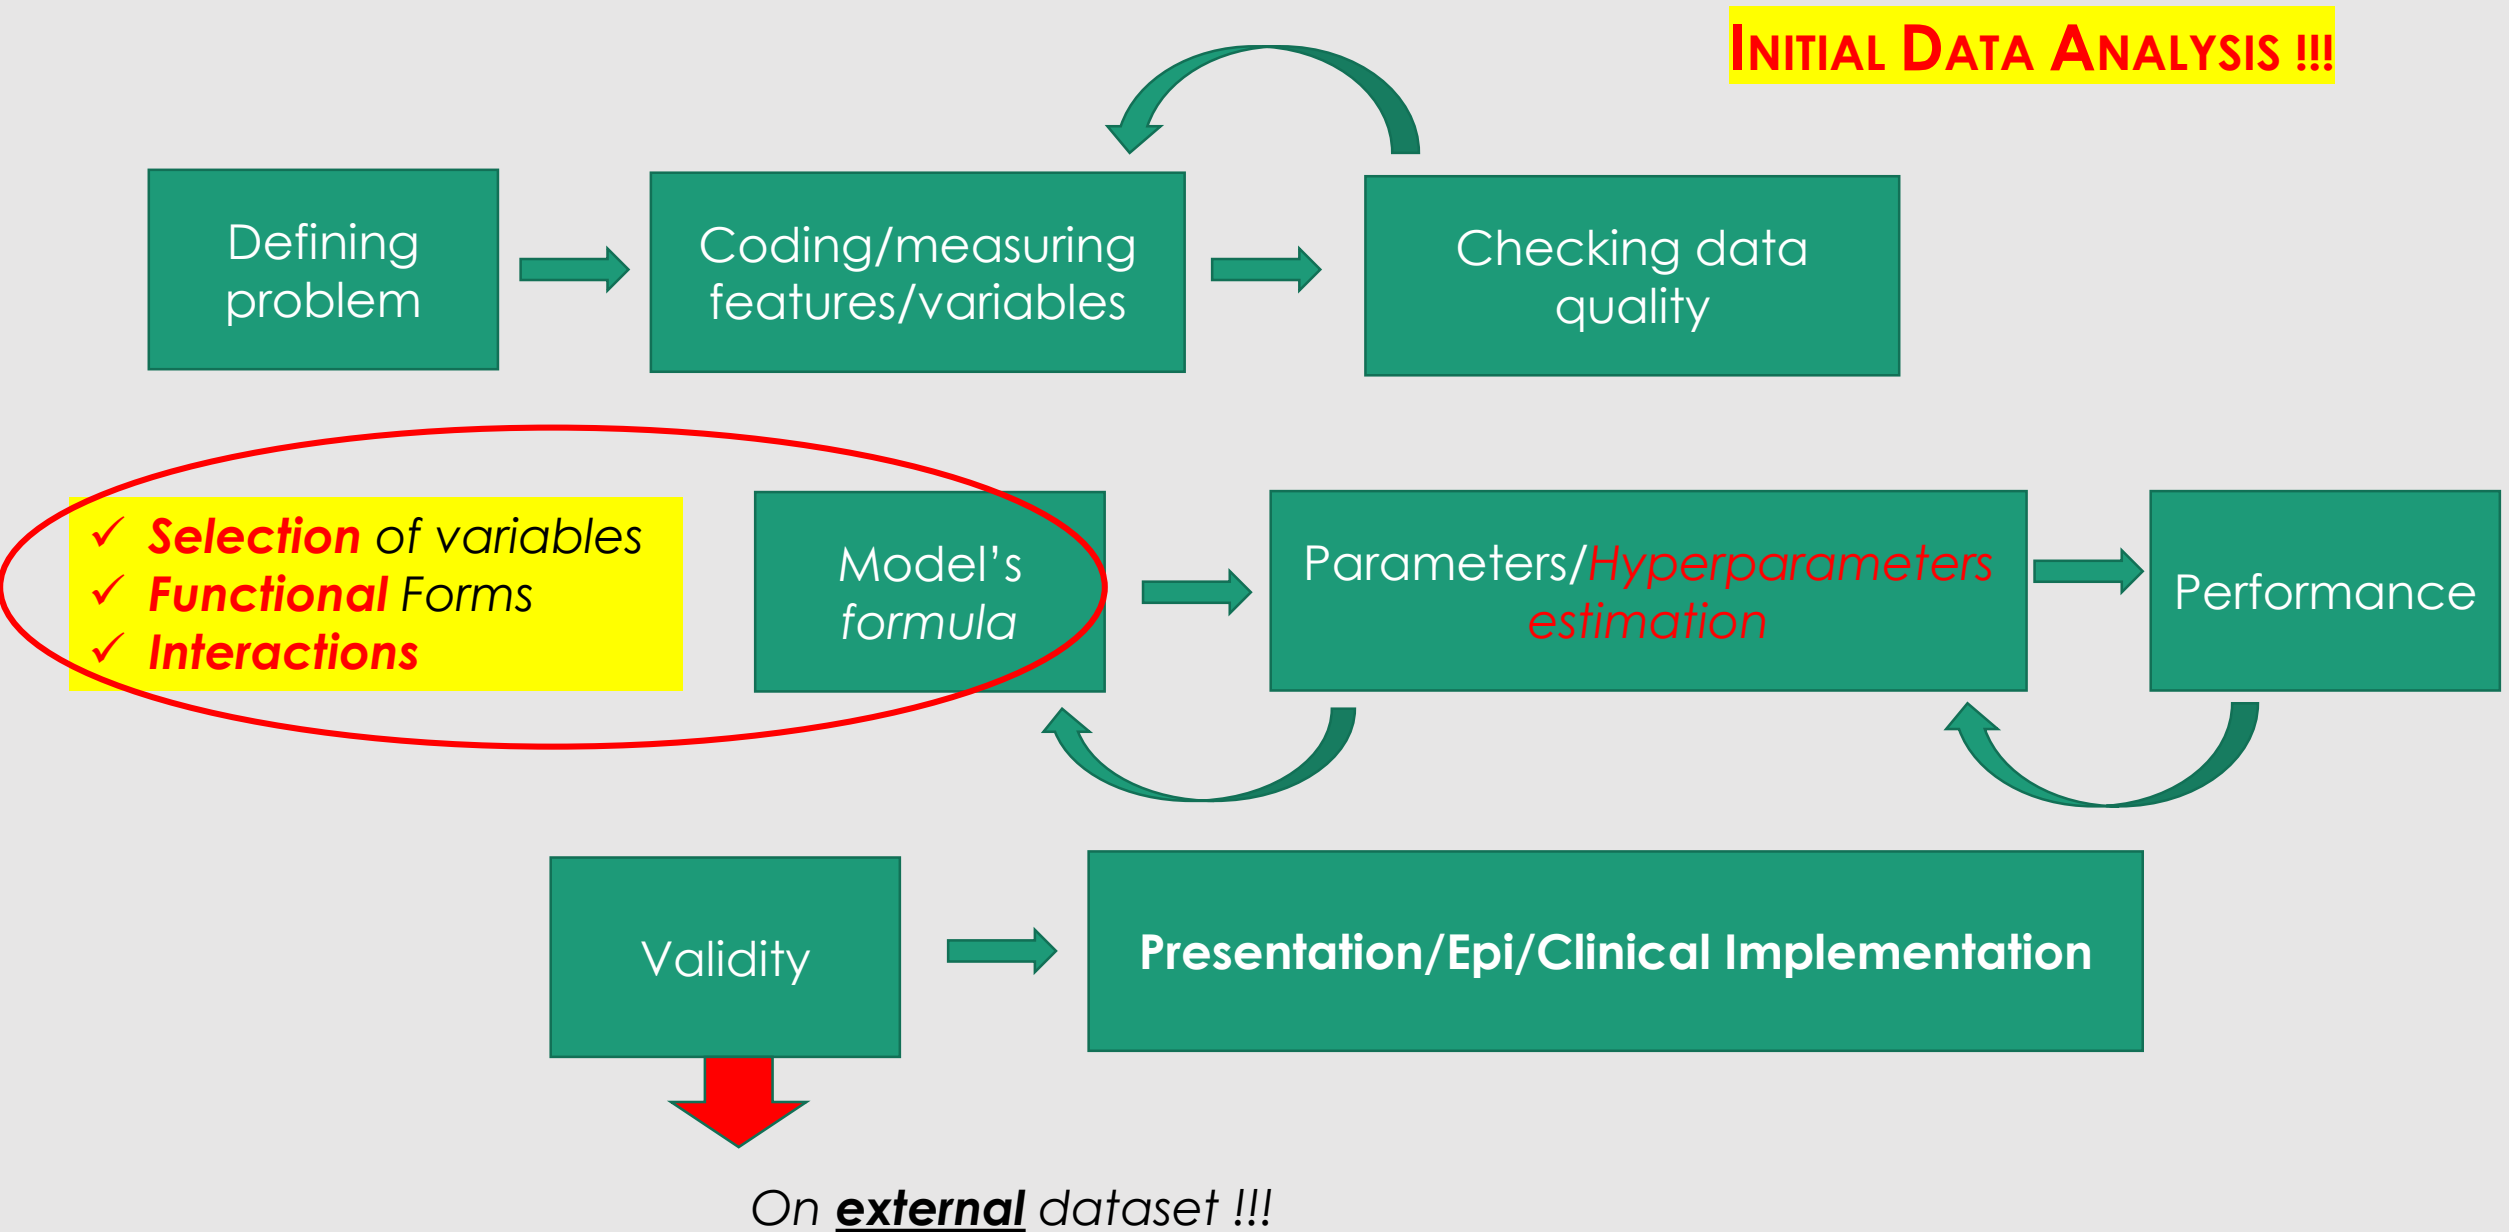 INITIAL DATA ANALYSIS !!!
Defining
problem
Coding/measuring
features/variables
Checking data
quality
✓ Selection of variables
✓ Functional Forms
✓ Interactions
Model's
formula
Parameters/Hyperparameters
estimation
Performance
Validity
Presentation/Epi/Clinical Implementation
On external dataset !!!